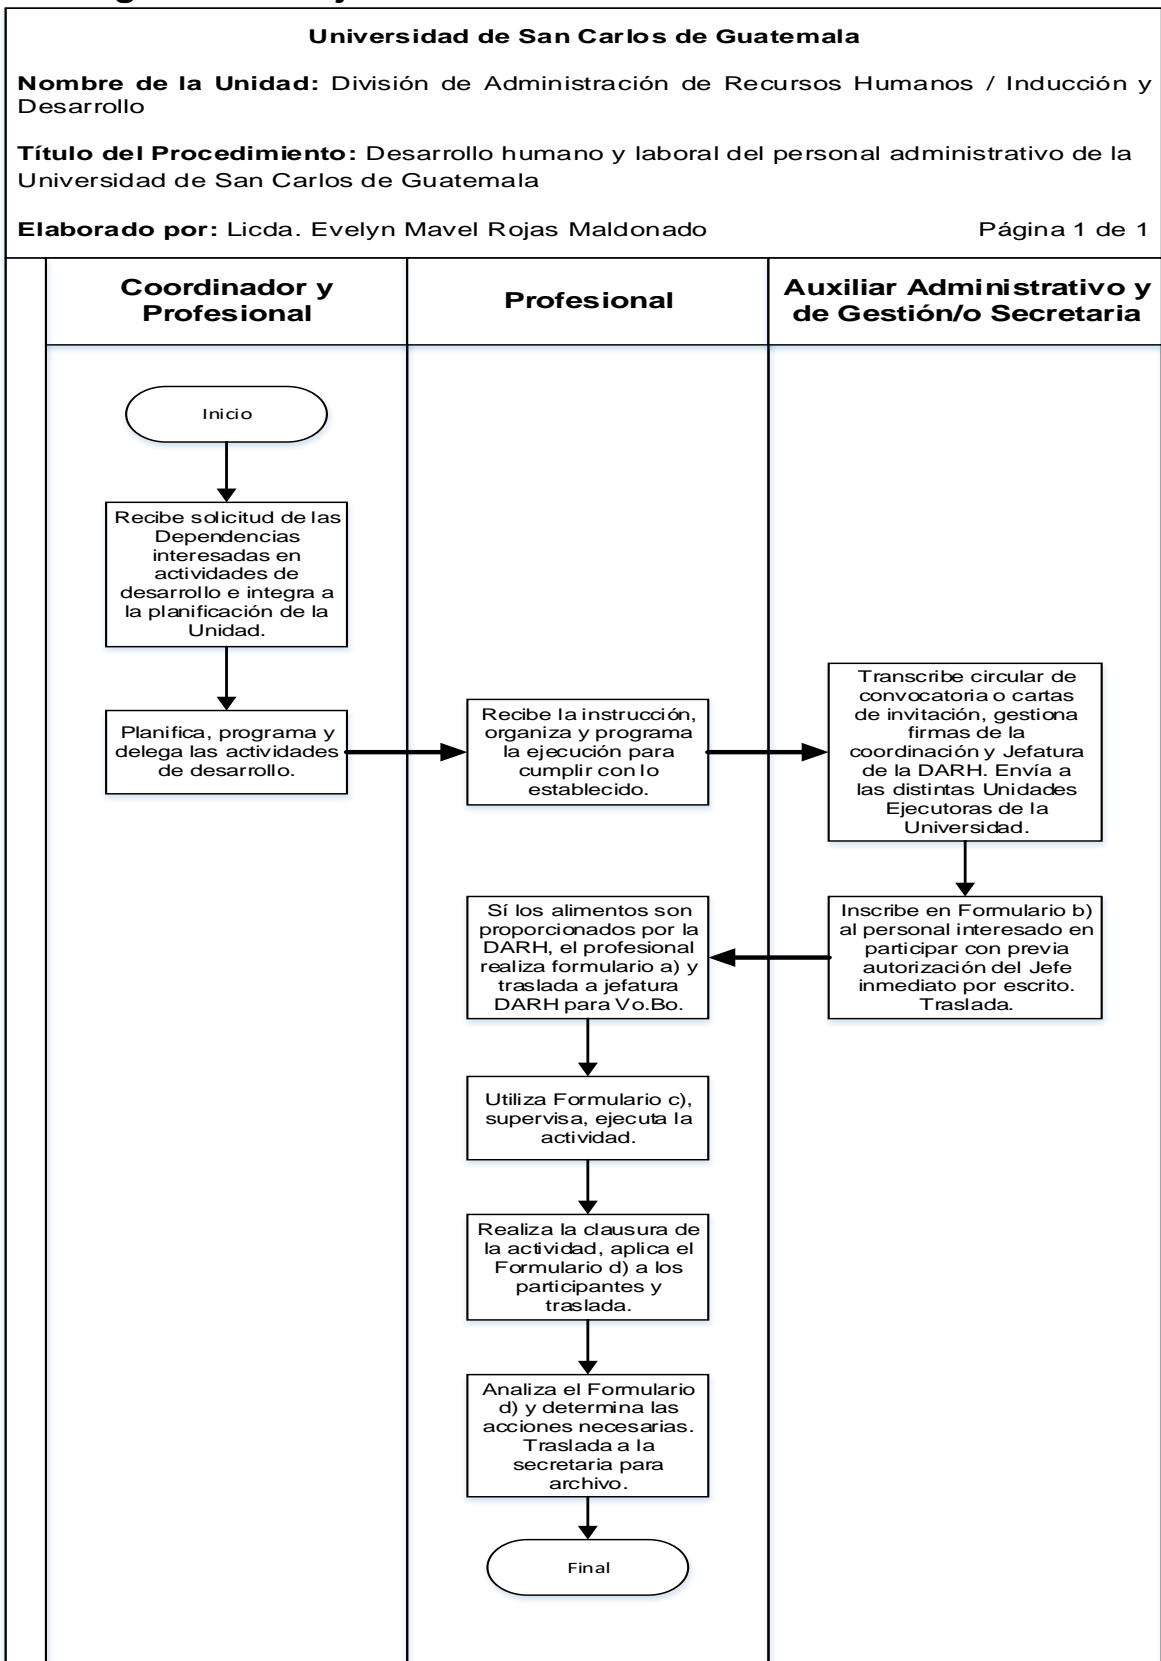 Universidad de San Carlos de Guatemala
Nombre de la Unidad: División de Administración de Recursos Humanos / Inducción y
Desarrollo
Título del Procedimiento: Desarrollo humano y laboral del personal administrativo de la
Universidad de San Carlos de Guatemala
Elaborado por: Licda. Evelyn Mavel Rojas Maldonado Página 1 de 1
Coordinador y
Profesional
Profesional
Auxiliar Administrativo y
de Gestión/o Secretaria
Inicio
Recibe solicitud de las
Dependencias
interesadas en
actividades de
desarrollo e integra a
la planificación de la
Unidad.
Planifica, programa y
delega las actividades
de desarrollo.
Recibe la instrucción,
organiza y programa
la ejecución para
cumplir con lo
establecido.
Transcribe circular de
convocatoria o cartas
de invitación, gestiona
firmas de la
coordinación y Jefatura
de la DARH. Envía a
las distintas Unidades
Ejecutoras de la
Universidad.
Inscribe en Formulario b)
al personal interesado en
participar con previa
autorización del Jefe
inmediato por escrito.
Traslada.
Sí los alimentos son
proporcionados por la
DARH, el profesional
realiza formulario a) y
traslada a jefatura
DARH para Vo.Bo.
Utiliza Formulario c),
supervisa, ejecuta la
actividad.
Realiza la clausura de
la actividad, aplica el
Formulario d) a los
participantes y
traslada.
Analiza el Formulario
d) y determina las
acciones necesarias.
Traslada a la
secretaria para
archivo.
Final